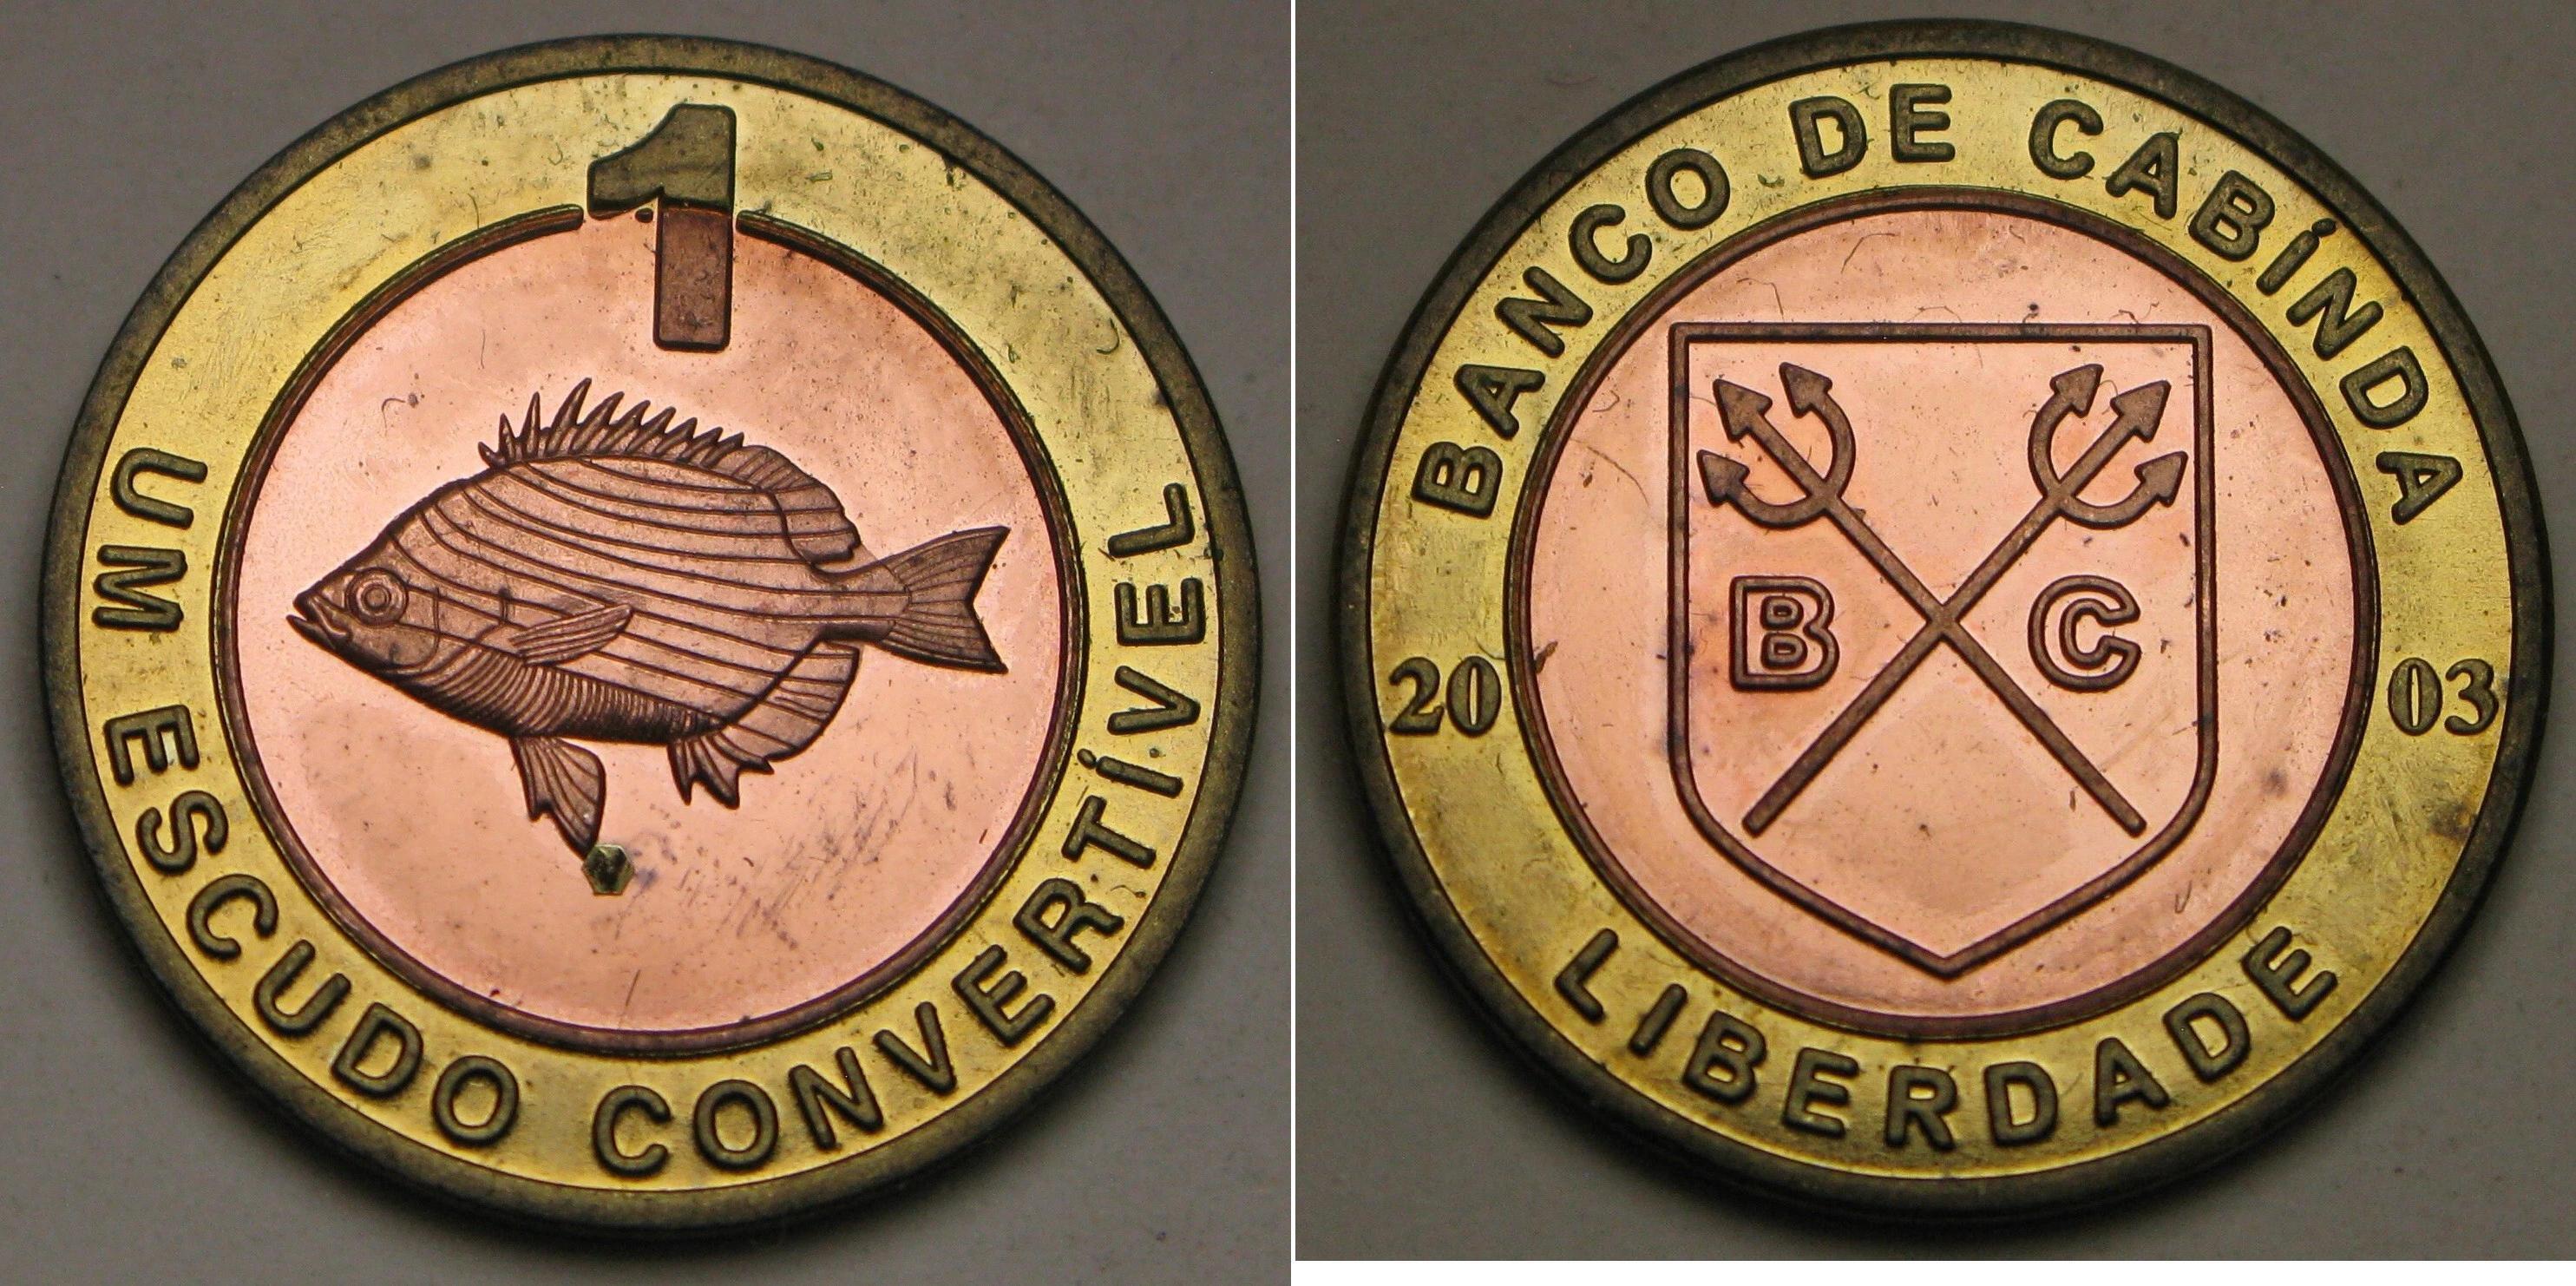 1
UM ESCUDO CONVERTÍVEL
BANCO DE CABÍNDA
B C
20 03
LIBERDADE